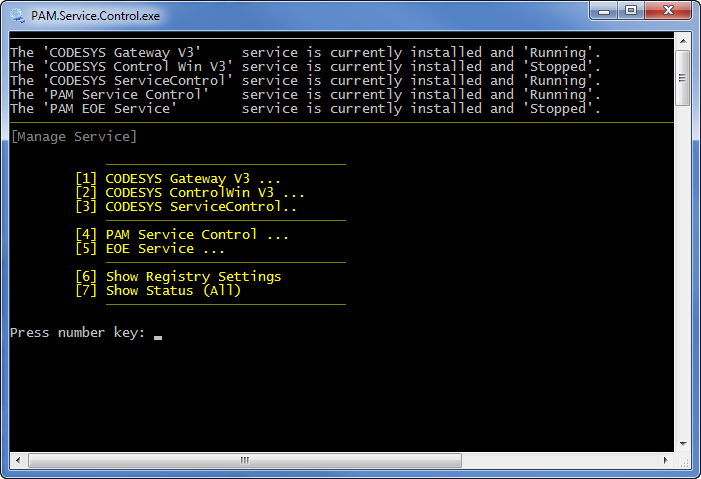 PAM.Service.Control.exe
The 'CODESYS Gateway V3'     service is currently installed and 'Running'.
The 'CODESYS Control Win V3' service is currently installed and 'Stopped'.
The 'CODESYS ServiceControl' service is currently installed and 'Running'.
The 'PAM Service Control'    service is currently installed and 'Running'.
The 'PAM EOE Service'        service is currently installed and 'Stopped'.
[Manage Service]
[1] CODESYS Gateway V3 ...
[2] CODESYS ControlWin V3 ...
[3] CODESYS ServiceControl..
[4] PAM Service Control ...
[5] EOE Service ...
[6] Show Registry Settings
[7] Show Status (All)
Press number key: